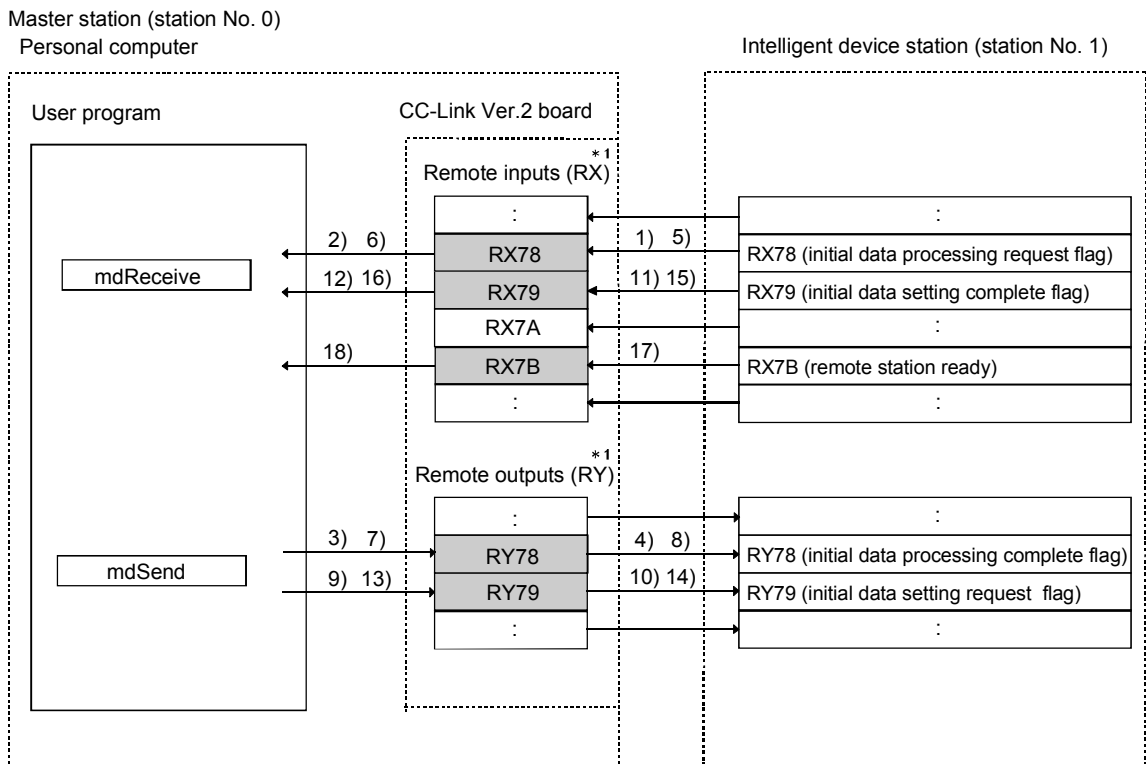 Master station (station No. 0)
Personal computer
Intelligent device station (station No. 1)
User program
CC-Link Ver.2 board
*1
Remote inputs (RX)
:
:
2) 6)
RX78
1) 5)
RX78 (initial data processing request flag)
mdReceive
12) 16)
RX79
11) 15)
RX79 (initial data setting complete flag)
RX7A
:
18)
RX7B
17)
RX7B (remote station ready)
:
:
*1
Remote outputs (RY)
:
:
3) 7)
RY78
4) 8)
RY78 (initial data processing complete flag)
mdSend
9) 13)
RY79
10) 14)
RY79 (initial data setting request flag)
:
: